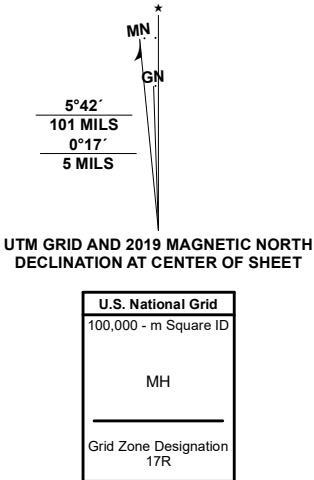 ★
MN
GN
5°42´
101 MILS
0°17´
5 MILS
UTM GRID AND 2019 MAGNETIC NORTH
DECLINATION AT CENTER OF SHEET
U.S. National Grid
100,000 - m Square ID
MH
Grid Zone Designation
17R